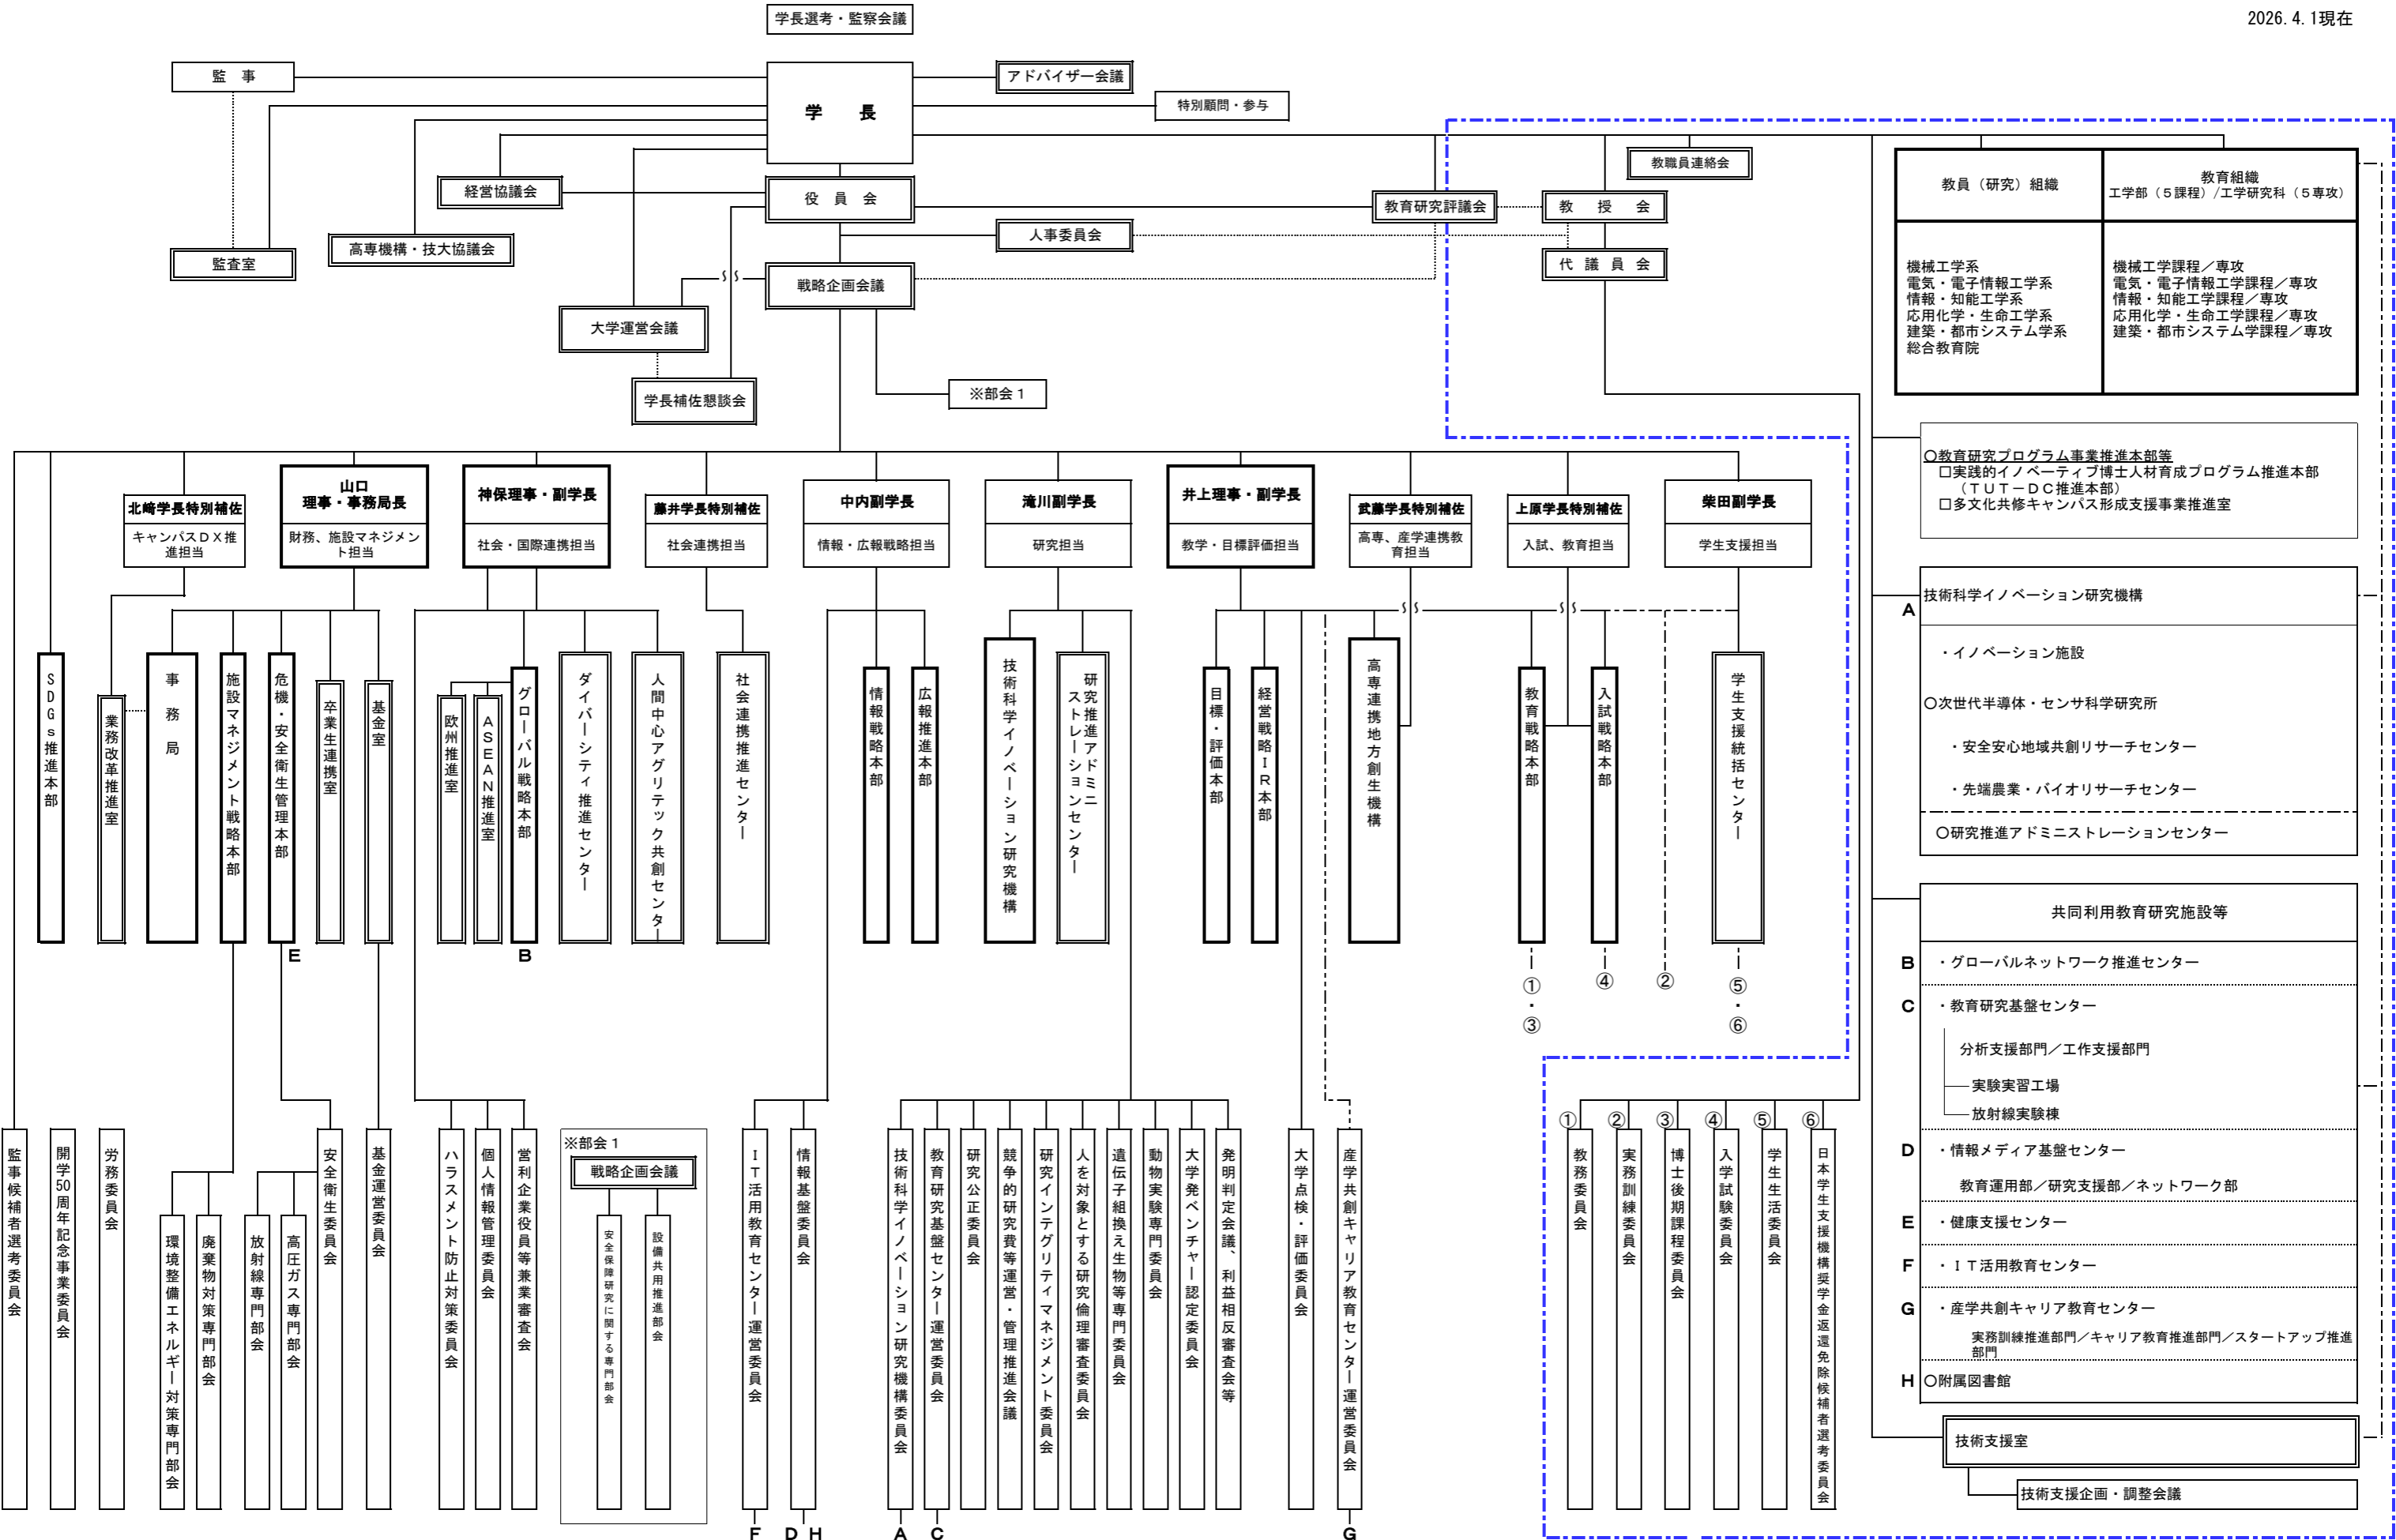 学長選考・監察会議
2026.4.1現在
監　事
学　　長
アドバイザー会議
特別顧問・参与
教職員連絡会
経営協議会
役　員　会
教育研究評議会
教　授　会
高専機構・技大協議会
人事委員会
監査室
代 議 員 会
戦略企画会議
大学運営会議
学長補佐懇談会
※部会１
教員（研究）組織
教育組織
工学部（５課程）/工学研究科（５専攻）
機械工学系
電気・電子情報工学系
情報・知能工学系
応用化学・生命工学系
建築・都市システム学系
総合教育院
機械工学課程／専攻
電気・電子情報工学課程／専攻
情報・知能工学課程／専攻
応用化学・生命工学課程／専攻
建築・都市システム学課程／専攻
〇教育研究プログラム事業推進本部等
□実践的イノベーティブ博士人材育成プログラム推進本部
（ＴＵＴ－ＤＣ推進本部）
□多文化共修キャンパス形成支援事業推進室
北﨑学長特別補佐
キャンパスＤＸ推
進担当
山口
理事・事務局長
財務、施設マネジメン
ト担当
神保理事・副学長
社会・国際連携担当
藤井学長特別補佐
社会連携担当
中内副学長
情報・広報戦略担当
滝川副学長
研究担当
井上理事・副学長
教学・目標評価担当
武藤学長特別補佐
高専、産学連携教
育担当
上原学長特別補佐
入試、教育担当
柴田副学長
学生支援担当
SDGs推進本部
業務改革推進室
事務局
施設マネジメント戦略本部
危機・安全衛生管理本部
E
卒業生連携室
基金室
欧州推進室
ASEAN推進室
グローバル戦略本部
B
ダイバーシティ推進センター
人間中心アグリテック共創センター
社会連携推進センター
情報戦略本部
広報推進本部
技術科学イノベーション研究機構
研究推進アドミニ
ストレーションセンター
目標・評価本部
経営戦略IR本部
高専連携地方創生機構
教育戦略本部
①
・
③
入試戦略本部
④
②
学生支援統括センター
⑤
・
⑥
A
技術科学イノベーション研究機構
・イノベーション施設
〇次世代半導体・センサ科学研究所
・安全安心地域共創リサーチセンター
・先端農業・バイオリサーチセンター
〇研究推進アドミニストレーションセンター
共同利用教育研究施設等
B
・グローバルネットワーク推進センター
C
・教育研究基盤センター
分析支援部門／工作支援部門
実験実習工場
放射線実験棟
D
・情報メディア基盤センター
教育運用部／研究支援部／ネットワーク部
E
・健康支援センター
F
・ＩＴ活用教育センター
G
・産学共創キャリア教育センター
実務訓練推進部門／キャリア教育推進部門／スタートアップ推進
部門
H
〇附属図書館
技術支援室
技術支援企画・調整会議
監事候補者選考委員会
開学50周年記念事業委員会
労務委員会
環境整備エネルギー対策専門部会
廃棄物対策専門部会
放射線専門部会
高圧ガス専門部会
安全衛生委員会
基金運営委員会
ハラスメント防止対策委員会
個人情報管理委員会
営利企業役員等兼業審査会
※部会１
戦略企画会議
安全保障研究に関する専門部会
設備共用推進部会
IT活用教育センター運営委員会
F
情報基盤委員会
D H
技術科学イノベーション研究機構委員会
A
教育研究基盤センター運営委員会
C
研究公正委員会
競争的研究費等運営・管理推進会議
研究インテグリティマネジメント委員会
人を対象とする研究倫理審査委員会
遺伝子組換え生物等専門委員会
動物実験専門委員会
大学発ベンチャー認定委員会
発明判定会議、利益相反審査会等
大学点検・評価委員会
産学共創キャリア教育センター運営委員会
G
①
教務委員会
②
実務訓練委員会
③
博士後期課程委員会
④
入学試験委員会
⑤
学生生活委員会
⑥
日本学生支援機構奨学金返還免除候補者選考委員会